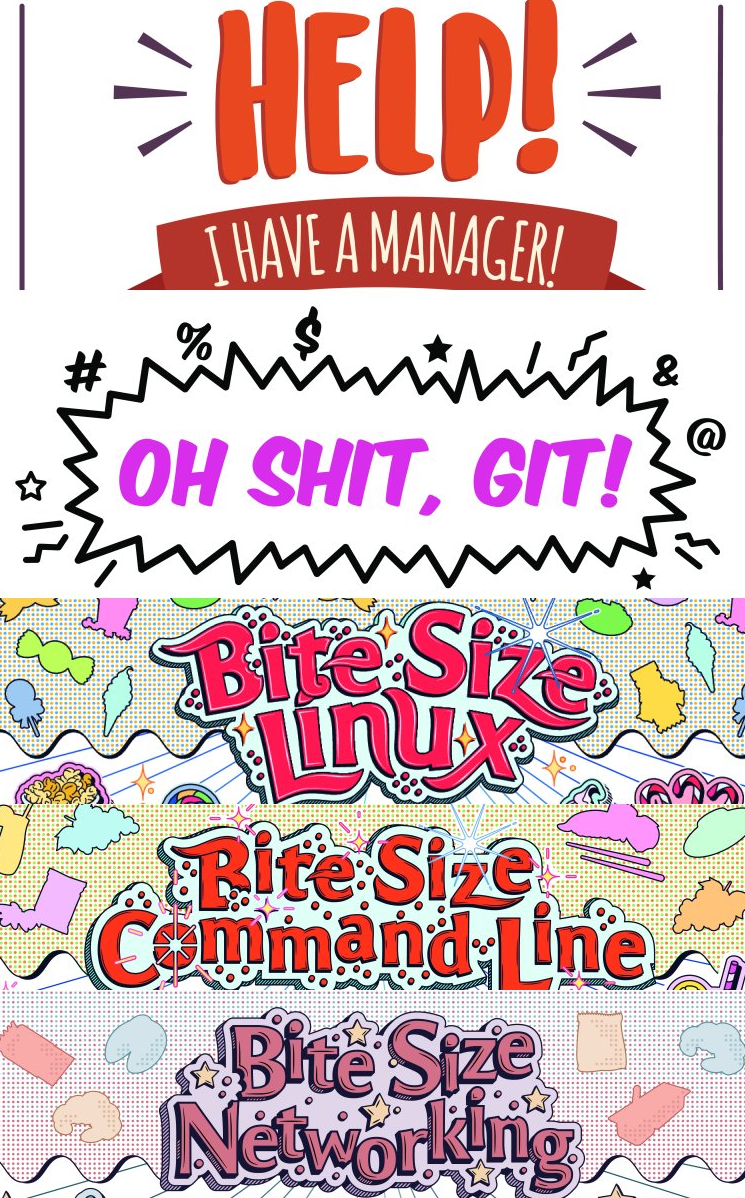 HELP!
I HAVE A MANAGER!
# % $ & @
OH SHIT, GIT!
Bite Size
Linux
Bite Size
Command Line
Bite Size
Networking